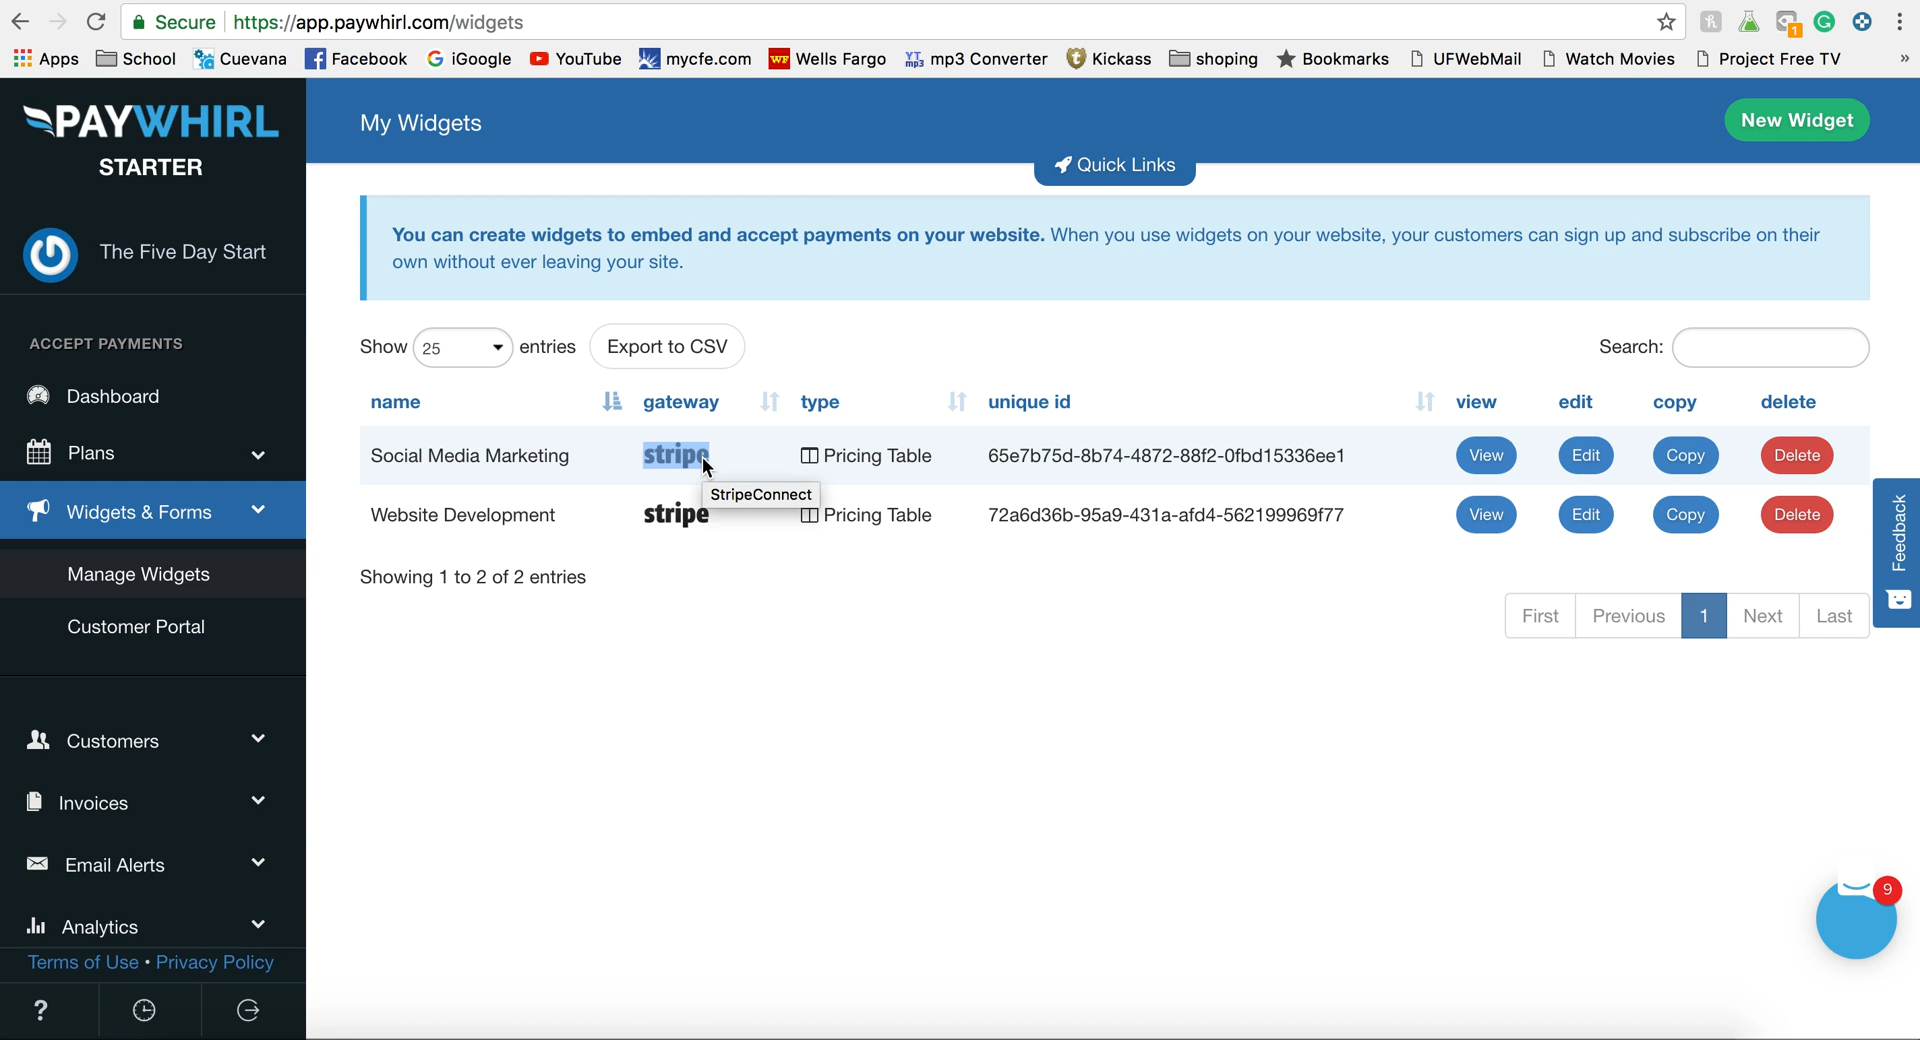 Secure https://app.paywhirl.com/widgets
1
Apps School Cuevana Facebook iGoogle YouTube mycfe.com Wells Fargo mp3 Converter Kickass shoping Bookmarks UFWebMail Watch Movies Project Free TV »
PAYWHIRL
STARTER
My Widgets
New Widget
Quick Links
The Five Day Start
You can create widgets to embed and accept payments on your website. When you use widgets on your website, your customers can sign up and subscribe on their
own without ever leaving your site.
ACCEPT PAYMENTS
Dashboard
Plans
Widgets & Forms
Manage Widgets
Customer Portal
Customers
Invoices
Email Alerts
Analytics
Terms of Use • Privacy Policy
?
Show 25 entries Export to CSV Search:
name gateway type unique id view edit copy delete
Social Media Marketing stripe Pricing Table 65e7b75d-8b74-4872-88f2-0fbd15336ee1 View Edit Copy Delete
StripeConnect
Website Development stripe Pricing Table 72a6d36b-95a9-431a-afd4-562199969f77 View Edit Copy Delete
Showing 1 to 2 of 2 entries
First Previous 1 Next Last
Feedback
9